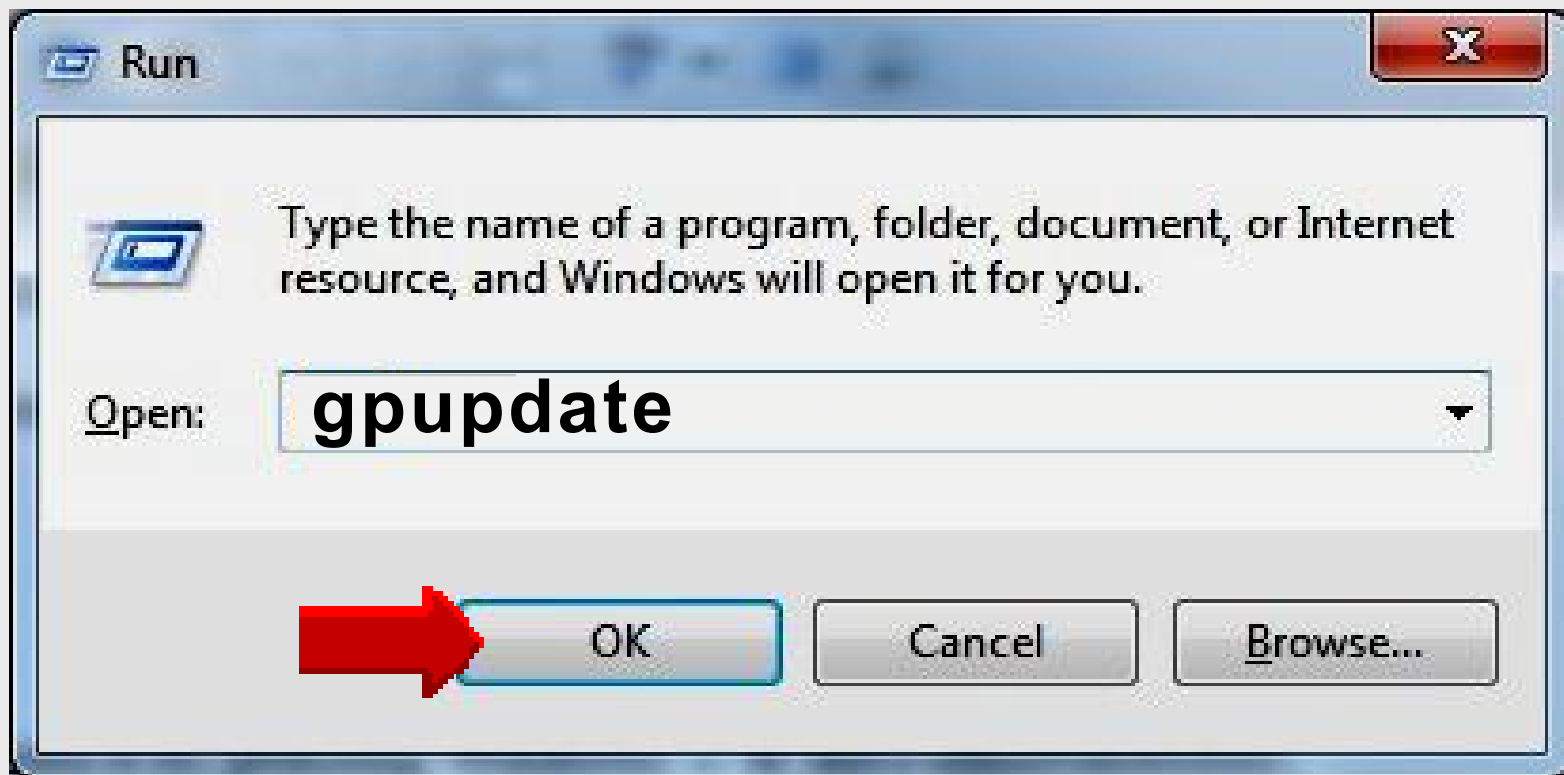 Run
Type the name of a program, folder, document, or Internet
resource, and Windows will open it for you.
Open: gpupdate
OK Cancel Browse...